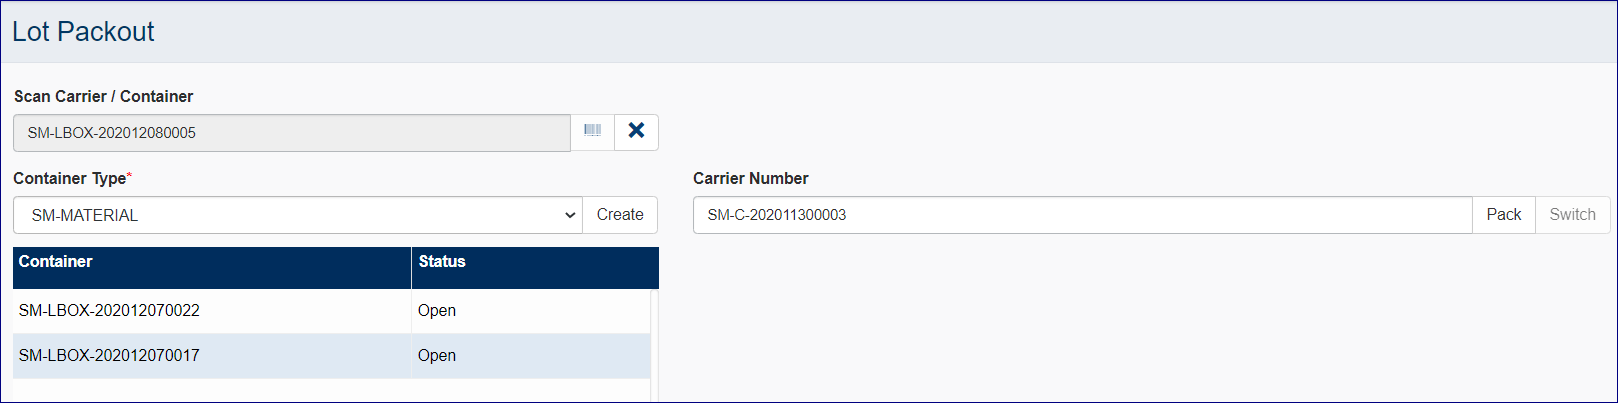 Lot Packout
Scan Carrier / Container
SM-LBOX-202012080005
Container Type*
Carrier Number
SM-MATERIAL
Create
SM-C-202011300003
Pack
Switch
Container Status
SM-LBOX-202012070022 Open
SM-LBOX-202012070017 Open